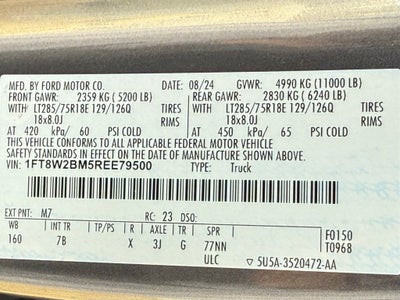 MFD. BY FORD MOTOR CO. 08/24 GVWR: 4990 KG (11000 LB)
FRONT GAWR: 2359 KG (5200 LB) REAR GAWR: 2830 KG (6240 LB)
LT285/75R18E 129/126Q TIRES LT285/75R18E 129/126Q TIRES
18x8.0J RIMS 18x8.0J RIMS
AT 420 kPa/ 60 PSI COLD AT 450 kPa/ 65 PSI COLD
THIS VEHICLE CONFORMS TO ALL APPLICABLE FEDERAL MOTOR VEHICLE
SAFETY STANDARDS IN EFFECT ON THE DATE OF MANUFACTURE SHOWN ABOVE.
VIN: 1FT8W2BM5REE79500 TYPE: Truck
EXT PNT: M7 RC: 23 DSO:
WB INT TR TP/PS R AXLE TR SPR F0150
160 7B X 3J G 77NN T0968
ULC ▽ 5U5A-3520472-AA